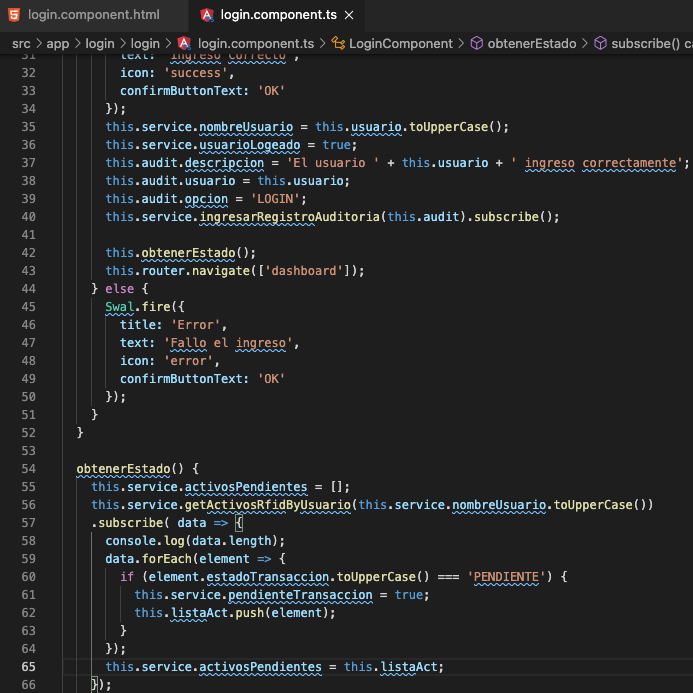 login.component.html
login.component.ts ×
src > app > login > login > login.component.ts > LoginComponent > obtenerEstado > subscribe() ca
31 text: 'Ingreso Correcto',
32 icon: 'success',
33 confirmButtonText: 'OK'
34 });
35 this.service.nombreUsuario = this.usuario.toUpperCase();
36 this.service.usuarioLogeado = true;
37 this.audit.descripcion = 'El usuario ' + this.usuario + ' ingreso correctamente';
38 this.audit.usuario = this.usuario;
39 this.audit.opcion = 'LOGIN';
40 this.service.ingresarRegistroAuditoria(this.audit).subscribe();
41
42 this.obtenerEstado();
43 this.router.navigate(['dashboard']);
44 } else {
45 Swal.fire({
46 title: 'Error',
47 text: 'Fallo el ingreso',
48 icon: 'error',
49 confirmButtonText: 'OK'
50 });
51 }
52 }
53
54 obtenerEstado() {
55 this.service.activosPendientes = [];
56 this.service.getActivosRfidByUsuario(this.service.nombreUsuario.toUpperCase())
57 .subscribe( data => {
58 console.log(data.length);
59 data.forEach(element => {
60 if (element.estadoTransaccion.toUpperCase() === 'PENDIENTE') {
61 this.service.pendienteTransaccion = true;
62 this.listaAct.push(element);
63 }
64 });
65 this.service.activosPendientes = this.listaAct;
66 });